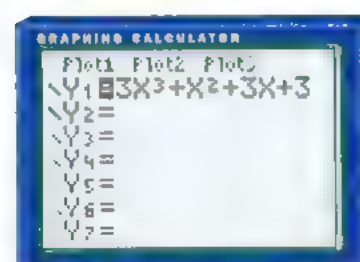 GRAPHING CALCULATOR
Plot1 Plot2 Plot3
\Y₁=3X³+X²+3X+3
\Y₂=
\Y₃=
\Y₄=
\Y₅=
\Y₆=
\Y₇=